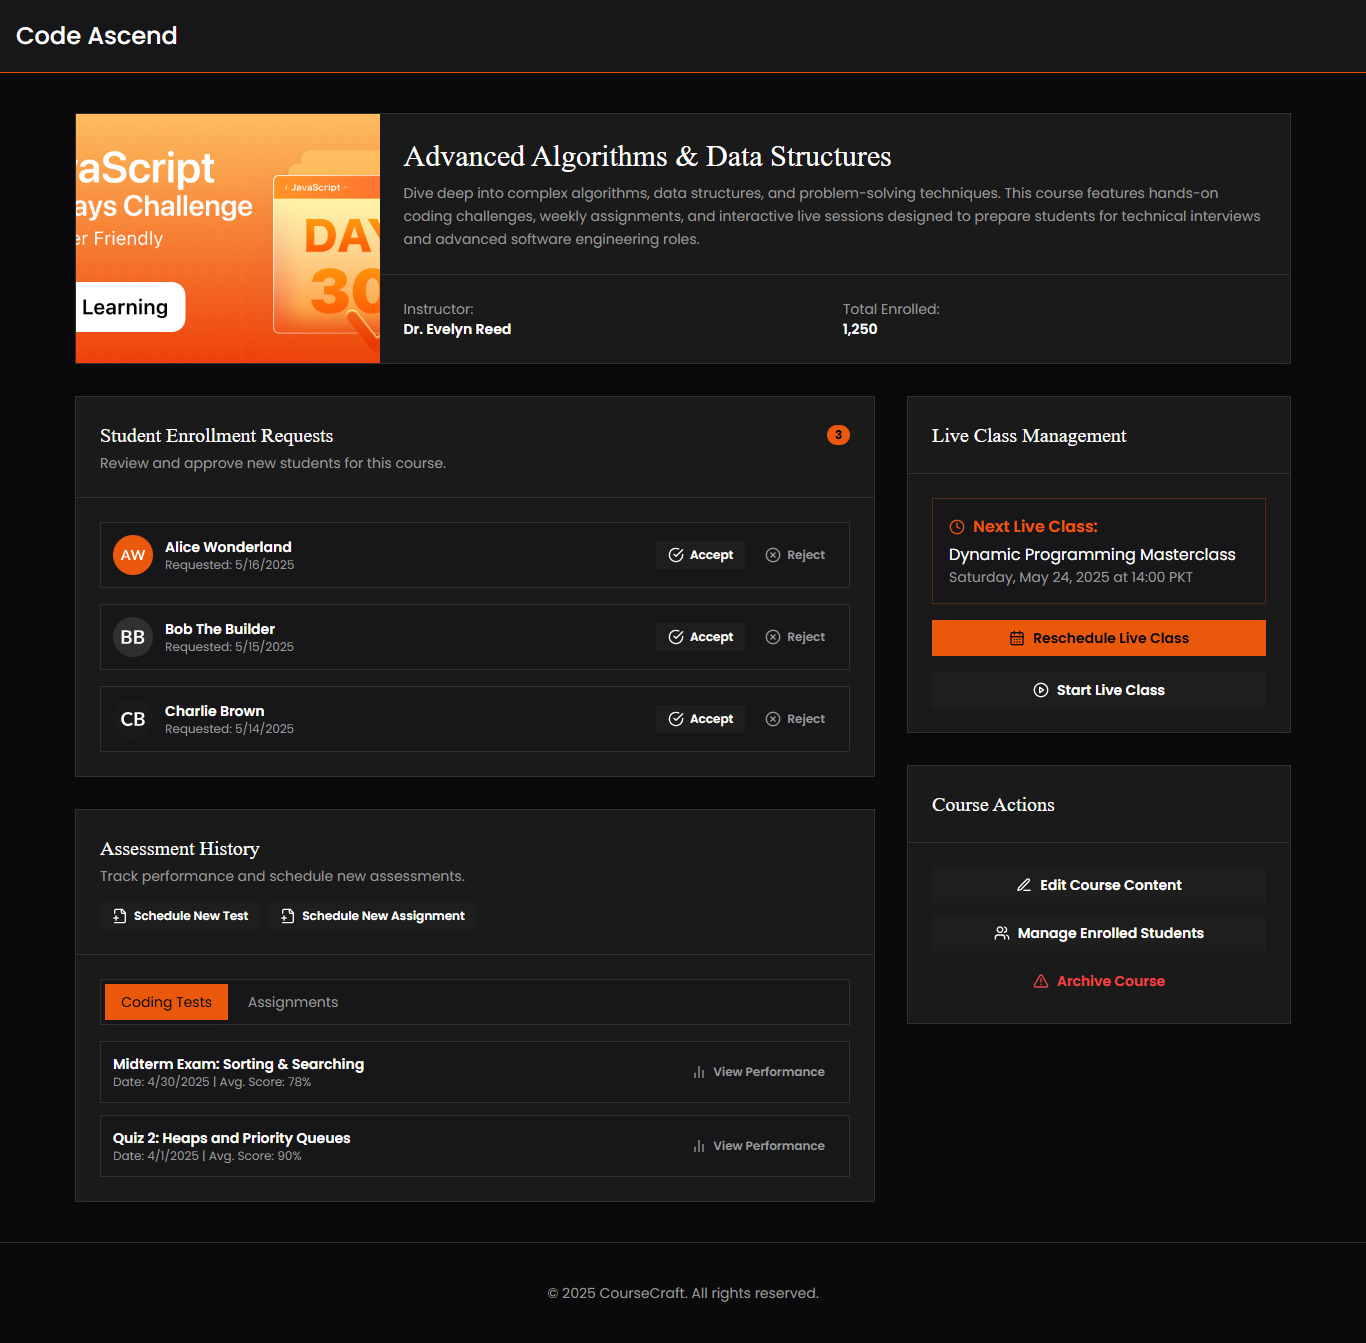 Code Ascend
aScript
ays Challenge
er Friendly
Learning
JavaScript
DAY
30
Advanced Algorithms & Data Structures
Dive deep into complex algorithms, data structures, and problem-solving techniques. This course features hands-on
coding challenges, weekly assignments, and interactive live sessions designed to prepare students for technical interviews
and advanced software engineering roles.
Instructor:
Dr. Evelyn Reed
Total Enrolled:
1,250
Student Enrollment Requests
3
Review and approve new students for this course.
AW
Alice Wonderland
Requested: 5/16/2025
Accept
Reject
BB
Bob The Builder
Requested: 5/15/2025
Accept
Reject
CB
Charlie Brown
Requested: 5/14/2025
Accept
Reject
Live Class Management
Next Live Class:
Dynamic Programming Masterclass
Saturday, May 24, 2025 at 14:00 PKT
Reschedule Live Class
Start Live Class
Course Actions
Edit Course Content
Manage Enrolled Students
Archive Course
Assessment History
Track performance and schedule new assessments.
Schedule New Test
Schedule New Assignment
Coding Tests
Assignments
Midterm Exam: Sorting & Searching
Date: 4/30/2025 | Avg. Score: 78%
View Performance
Quiz 2: Heaps and Priority Queues
Date: 4/1/2025 | Avg. Score: 90%
View Performance
© 2025 CourseCraft. All rights reserved.